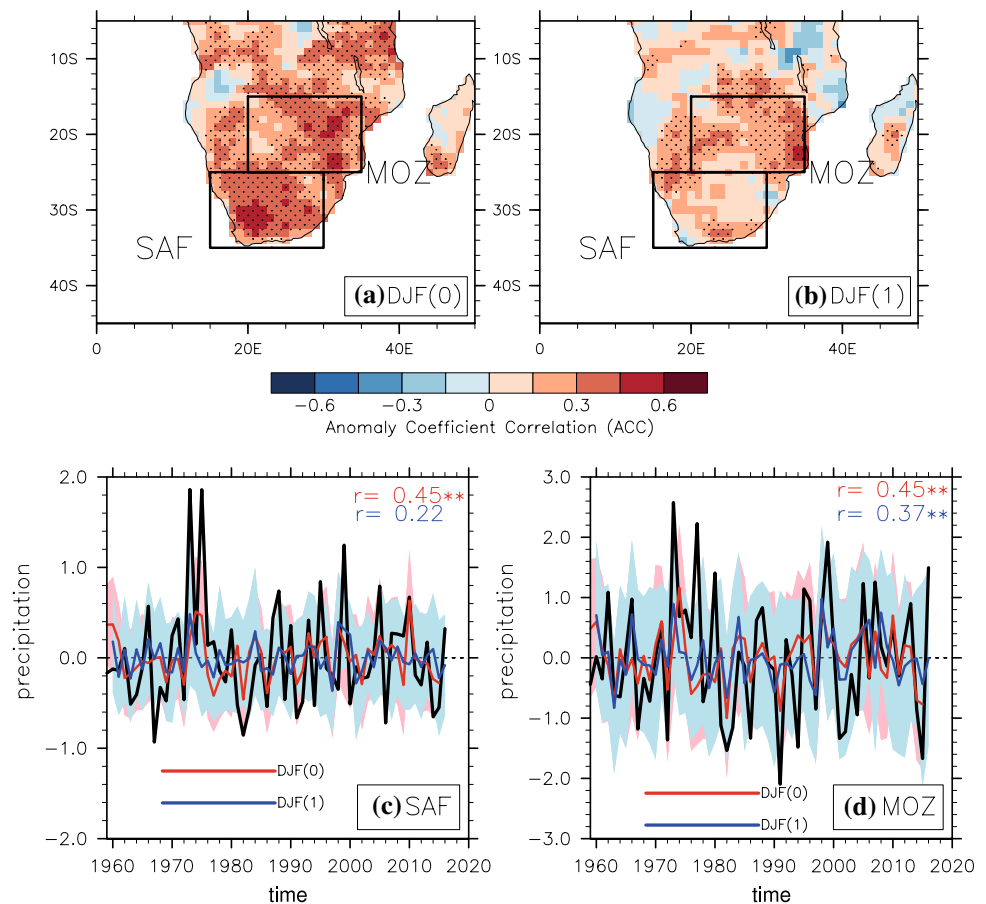 10S
20S
30S
40S
MOZ
SAF
(a) DJF(0)
0
20E
40E
10S
20S
30S
40S
MOZ
SAF
(b) DJF(1)
0
20E
40E
−0.6
−0.3
0
0.3
0.6
Anomaly Coefficient Correlation (ACC)
2.0
1.0
0.0
−1.0
−2.0
precipitation
r= 0.45**
r= 0.22
DJF(0)
DJF(1)
(c) SAF
1960 1970 1980 1990 2000 2010 2020
time
3.0
2.0
1.0
0.0
−1.0
−2.0
−3.0
precipitation
r= 0.45**
r= 0.37**
DJF(0)
DJF(1)
(d) MOZ
1960 1970 1980 1990 2000 2010 2020
time